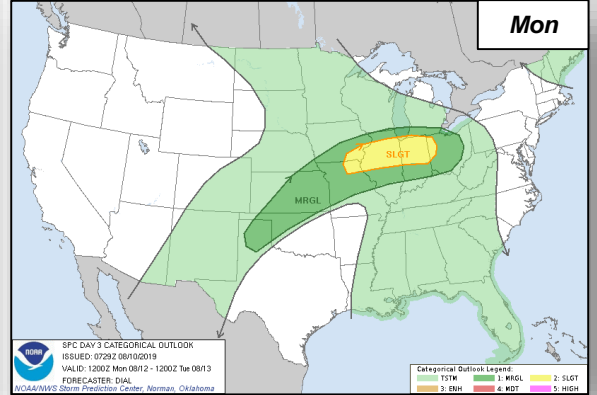 Mon
SLGT
MRGL
NOAA
SPC DAY 3 CATEGORICAL OUTLOOK
ISSUED: 0729Z 08/10/2019
VALID: 1200Z Mon 08/12 - 1200Z Tue 08/13
FORECASTER: DIAL
NOAA/NWS Storm Prediction Center, Norman, Oklahoma
Categorical Outlook Legend:
TSTM 1: MRGL 2: SLGT
3: ENH 4: MDT 5: HIGH